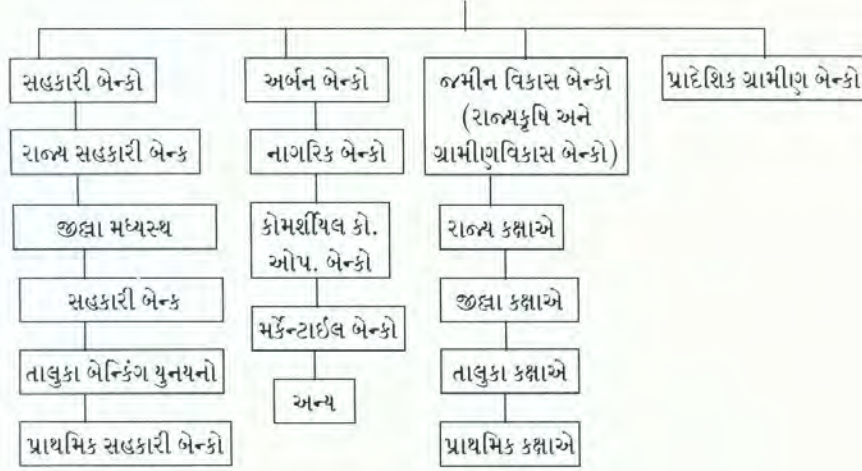 સહકારી બેન્કો
રાજ્ય સહકારી બેન્ક
જીલ્લા મધ્યસ્થ
સહકારી બેન્ક
તાલુકા બેન્કિંગ યુનયનો
પ્રાથમિક સહકારી બેન્કો
અર્બન બેન્કો
નાગરિક બેન્કો
કોમર્શીયલ કો.
ઓપ. બેન્કો
મર્કેન્ટાઇલ બેન્કો
અન્ય
જમીન વિકાસ બેન્કો
(રાજ્યકૃષિ અને
ગ્રામીણવિકાસ બેન્કો)
રાજ્ય કક્ષાએ
જીલ્લા કક્ષાએ
તાલુકા કક્ષાએ
પ્રાથમિક કક્ષાએ
પ્રાદેશિક ગ્રામીણ બેન્કો